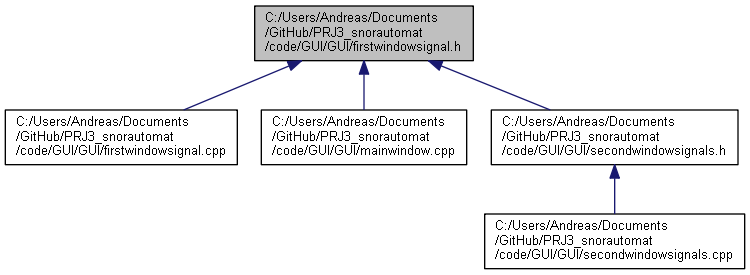 C:/Users/Andreas/Documents
/GitHub/PRJ3_snorautomat
/code/GUI/GUI/firstwindowsignal.h
C:/Users/Andreas/Documents
/GitHub/PRJ3_snorautomat
/code/GUI/GUI/firstwindowsignal.cpp
C:/Users/Andreas/Documents
/GitHub/PRJ3_snorautomat
/code/GUI/GUI/mainwindow.cpp
C:/Users/Andreas/Documents
/GitHub/PRJ3_snorautomat
/code/GUI/GUI/secondwindowsignals.h
C:/Users/Andreas/Documents
/GitHub/PRJ3_snorautomat
/code/GUI/GUI/secondwindowsignals.cpp